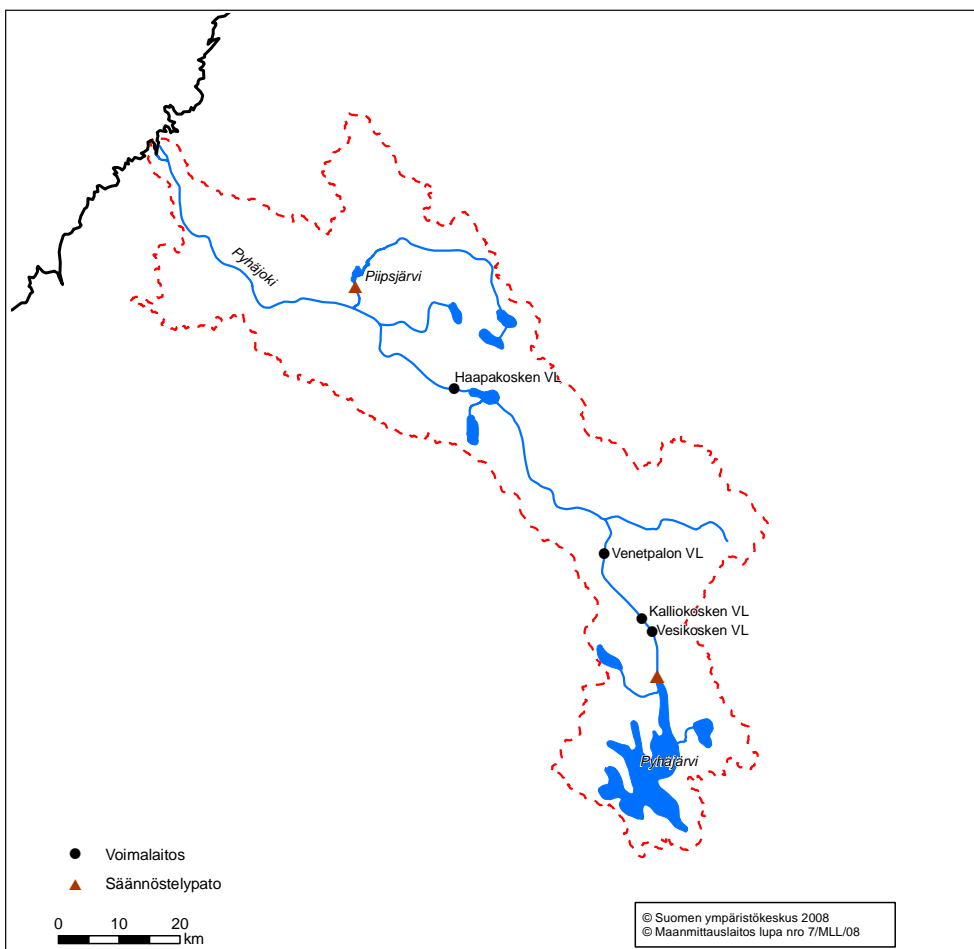 Pyhäjoki
Piipsjärvi
Haapakosken VL
Venetpalon VL
Kalliokosken VL
Vesikosken VL
Pyhäjärvi
Voimalaitos
Säännöstelypato
0 10 20
km
© Suomen ympäristökeskus 2008
© Maanmittauslaitos lupa nro 7/MLL/08